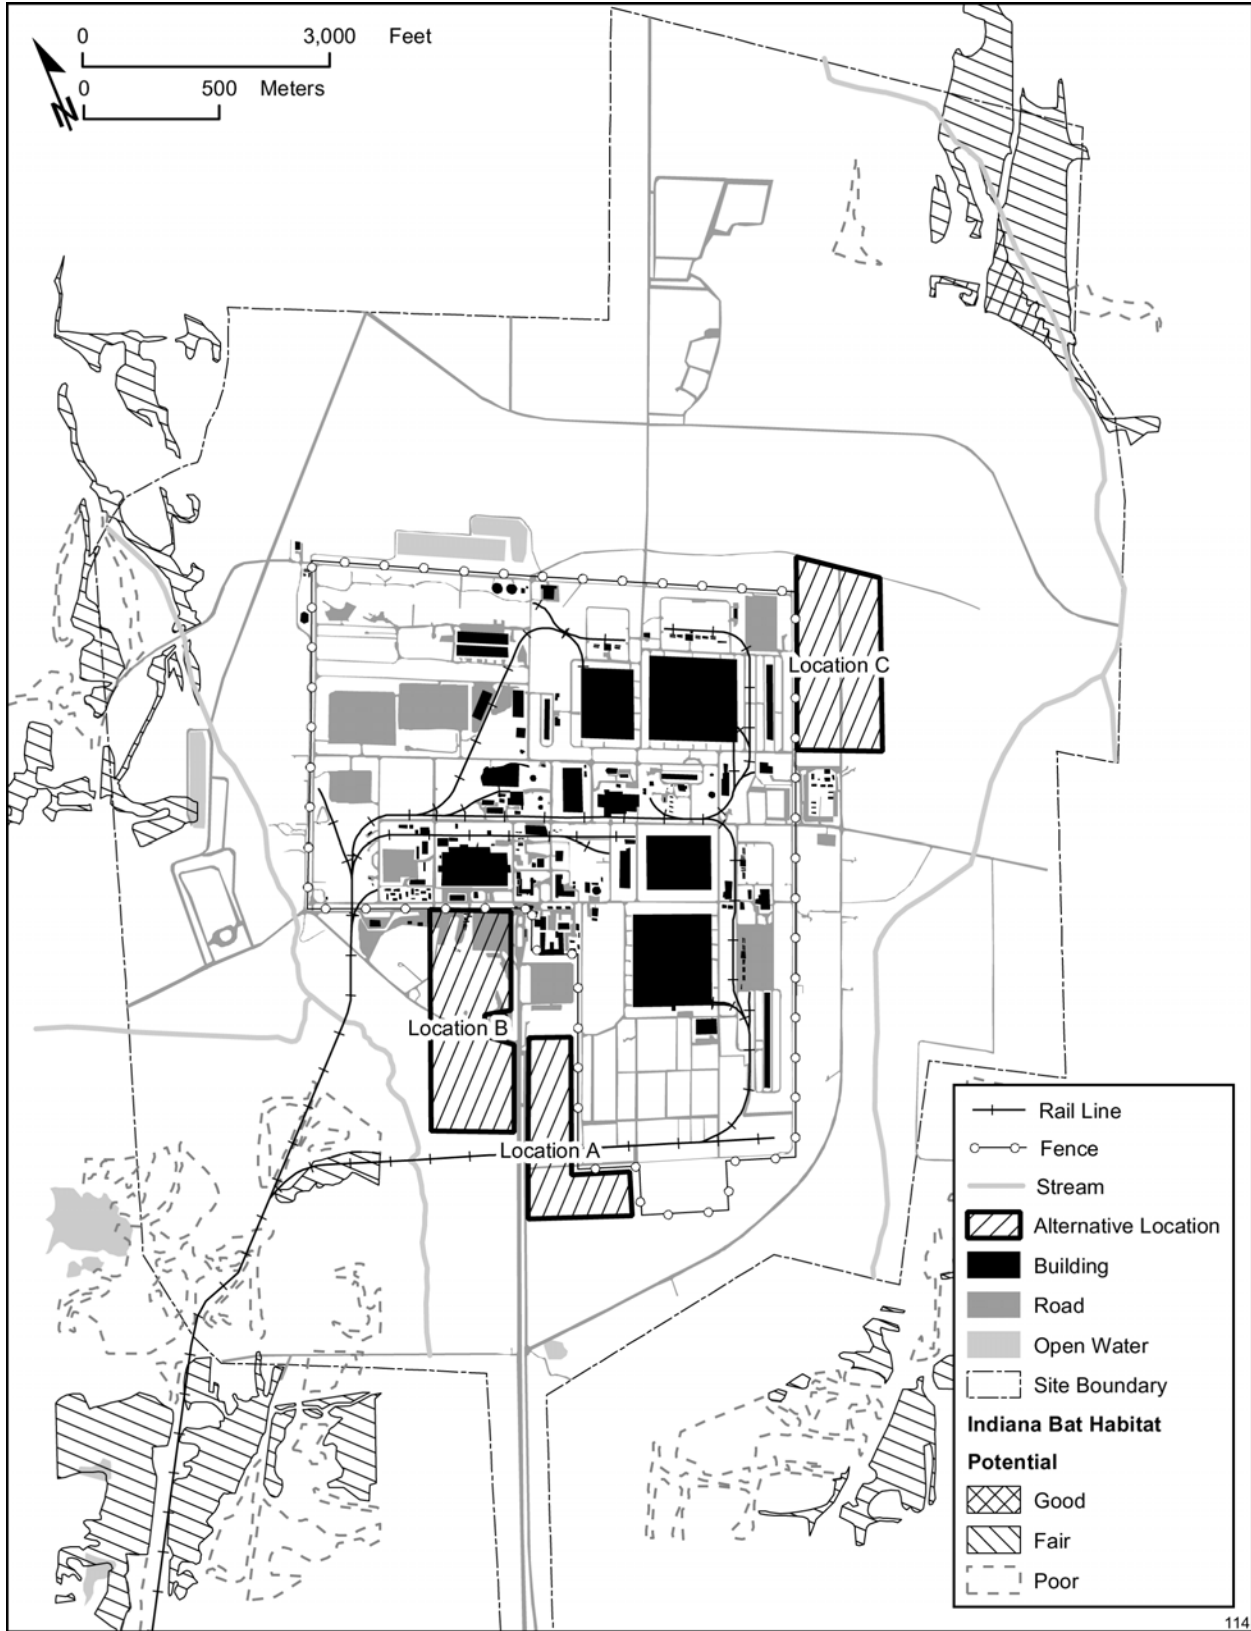 0 3,000 Feet
0 500 Meters
N
Location C
Location B
Location A
Rail Line
Fence
Stream
Alternative Location
Building
Road
Open Water
Site Boundary
Indiana Bat Habitat
Potential
Good
Fair
Poor
114